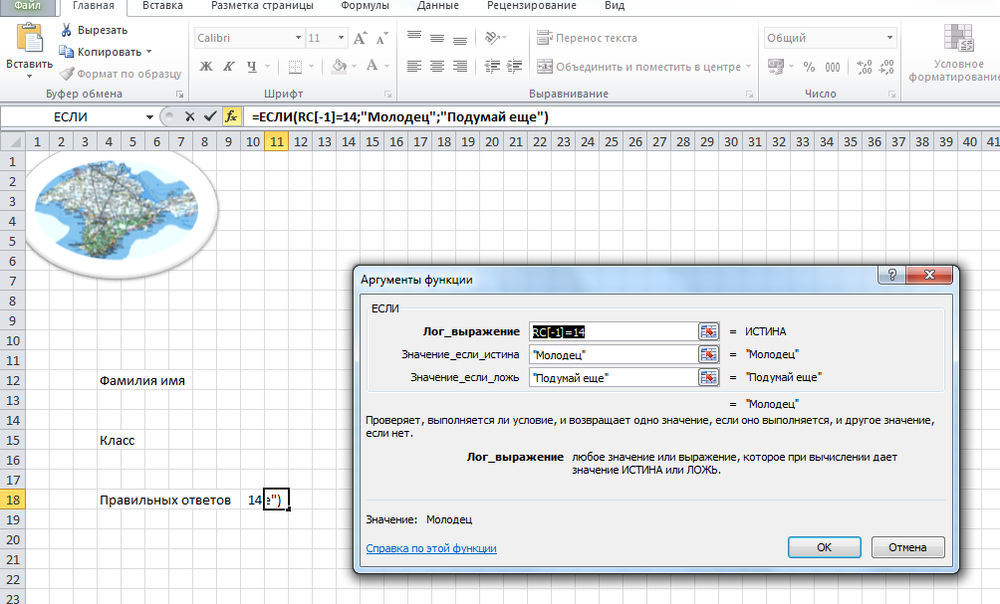 Файл Главная Вставка Разметка страницы Формулы Данные Рецензирование Вид
Вставить
Вырезать
Копировать
Формат по образцу
Буфер обмена
Calibri 11
Ж К Ч
Шрифт
Перенос текста
Объединить и поместить в центре
Выравнивание
Общий
% 000
Число
Условное
форматирование
ЕСЛИ fx =ЕСЛИ(RC[-1]=14;"Молодец";"Подумай еще")
1 2 3 4 5 6 7 8 9 10 11 12 13 14 15 16 17 18 19 20 21 22 23 24 25 26 27 28 29 30 31 32 33 34 35 36 37 38 39 40 41
1
2
3
4
5
6
7
8
9
10
11
12 Фамилия имя
13
14
15 Класс
16
17
18 Правильных ответов 14 е")
19
20
21
22
23
Аргументы функции
ЕСЛИ
Лог_выражение RC[-1]=14 = ИСТИНА
Значение_если_истина "Молодец" = "Молодец"
Значение_если_ложь "Подумай еще" = "Подумай еще"
= "Молодец"
Проверяет, выполняется ли условие, и возвращает одно значение, если оно выполняется, и другое значение,
если нет.
Лог_выражение любое значение или выражение, которое при вычислении дает
значение ИСТИНА или ЛОЖЬ.
Значение: Молодец
Справка по этой функции
ОК
Отмена